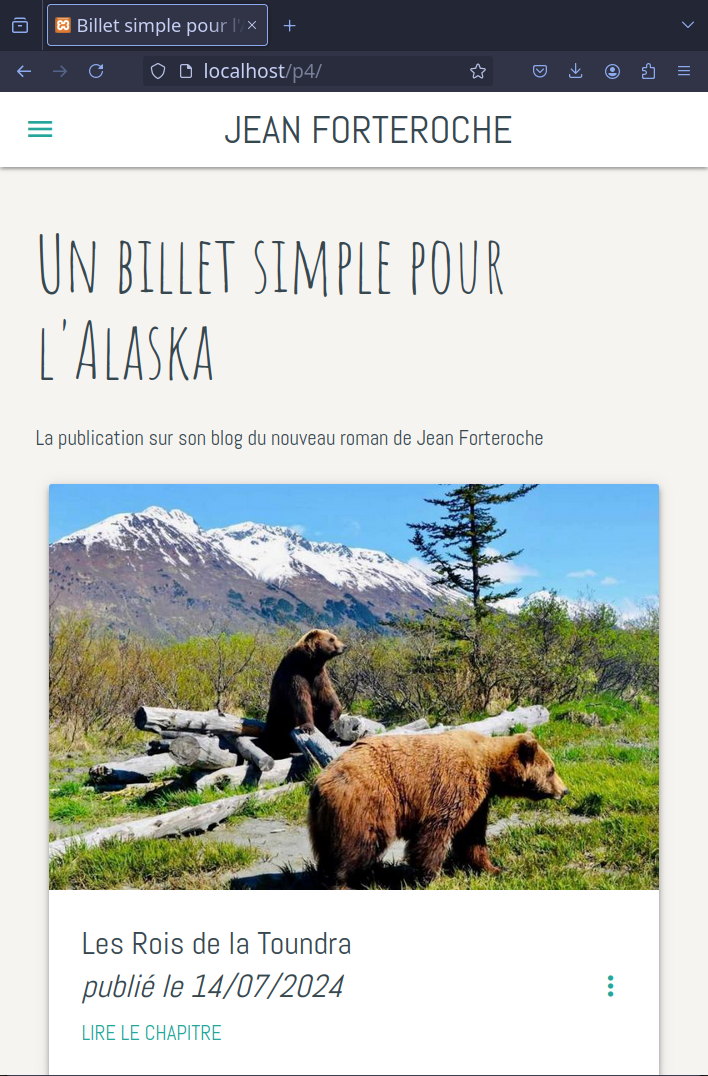 Billet simple pour l'A
localhost/p4/
JEAN FORTEROCHE
Un billet simple pour
l'Alaska
La publication sur son blog du nouveau roman de Jean Forteroche
Les Rois de la Toundra
publié le 14/07/2024
LIRE LE CHAPITRE